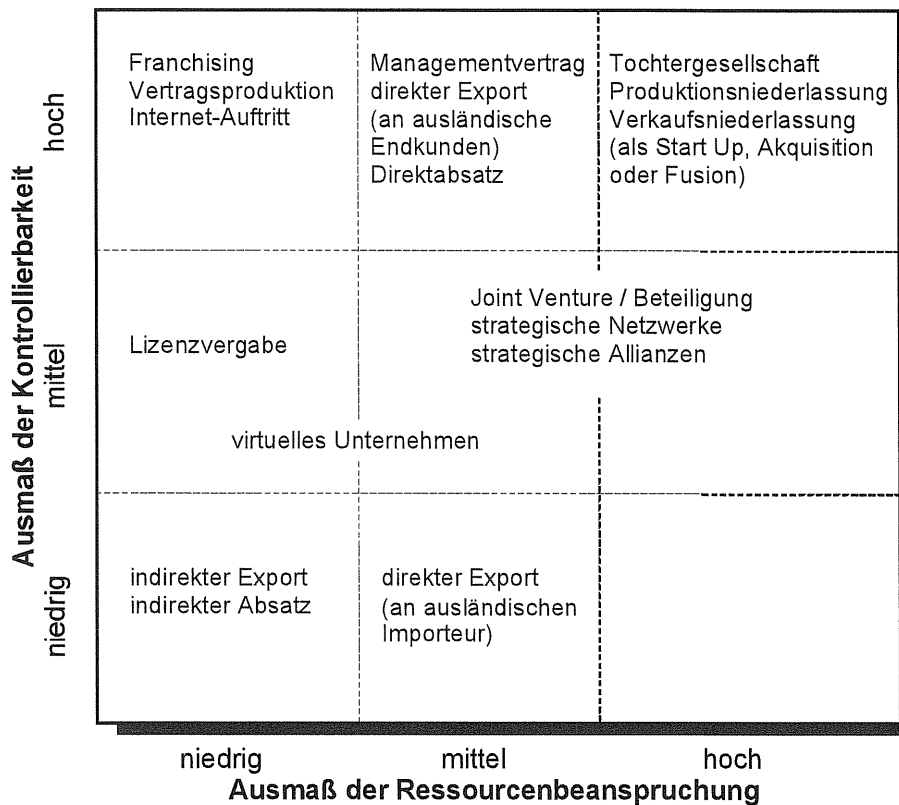 Ausmaß der Kontrollierbarkeit
hoch
mittel
niedrig
Franchising
Vertragsproduktion
Internet-Auftritt
Managementvertrag
direkter Export
(an ausländische
Endkunden)
Direktabsatz
Tochtergesellschaft
Produktionsniederlassung
Verkaufsniederlassung
(als Start Up, Akquisition
oder Fusion)
Lizenzvergabe
Joint Venture / Beteiligung
strategische Netzwerke
strategische Allianzen
virtuelles Unternehmen
indirekter Export
indirekter Absatz
direkter Export
(an ausländischen
Importeur)
niedrig
mittel
hoch
Ausmaß der Ressourcenbeanspruchung